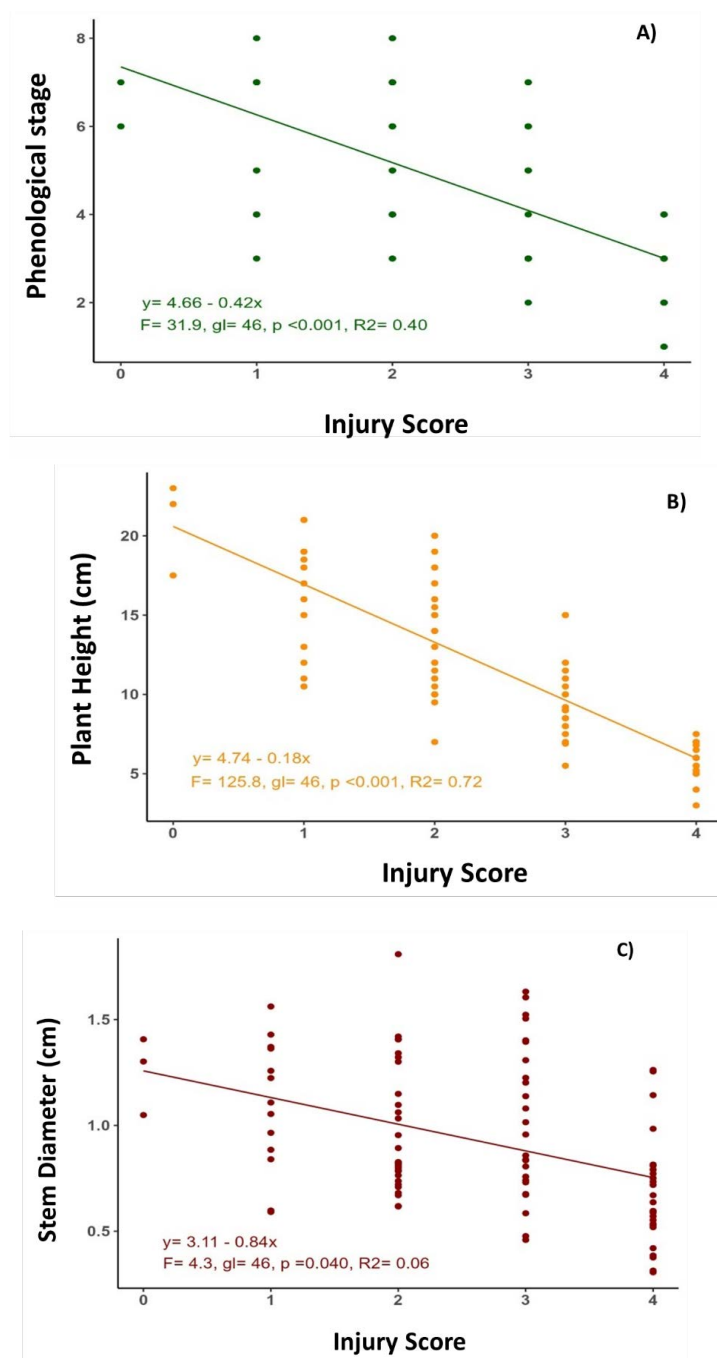 A)
Phenological stage
8
6
4
2
y= 4.66 - 0.42x
F= 31.9, gl= 46, p <0.001, R2= 0.40
0 1 2 3 4
Injury Score
B)
Plant Height (cm)
20
15
10
5
y= 4.74 - 0.18x
F= 125.8, gl= 46, p <0.001, R2= 0.72
0 1 2 3 4
Injury Score
C)
Stem Diameter (cm)
1.5
1.0
0.5
y= 3.11 - 0.84x
F= 4.3, gl= 46, p =0.040, R2= 0.06
0 1 2 3 4
Injury Score